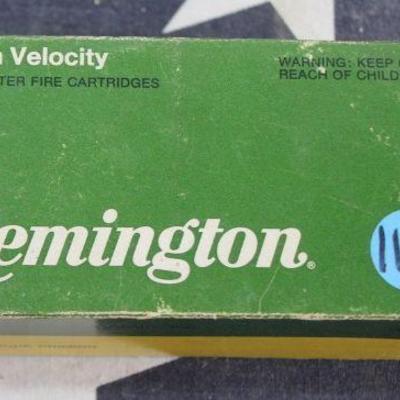 Velocity
WARNING: KEEP
TER FIRE CARTRIDGES
REACH OF CHILD
emington®